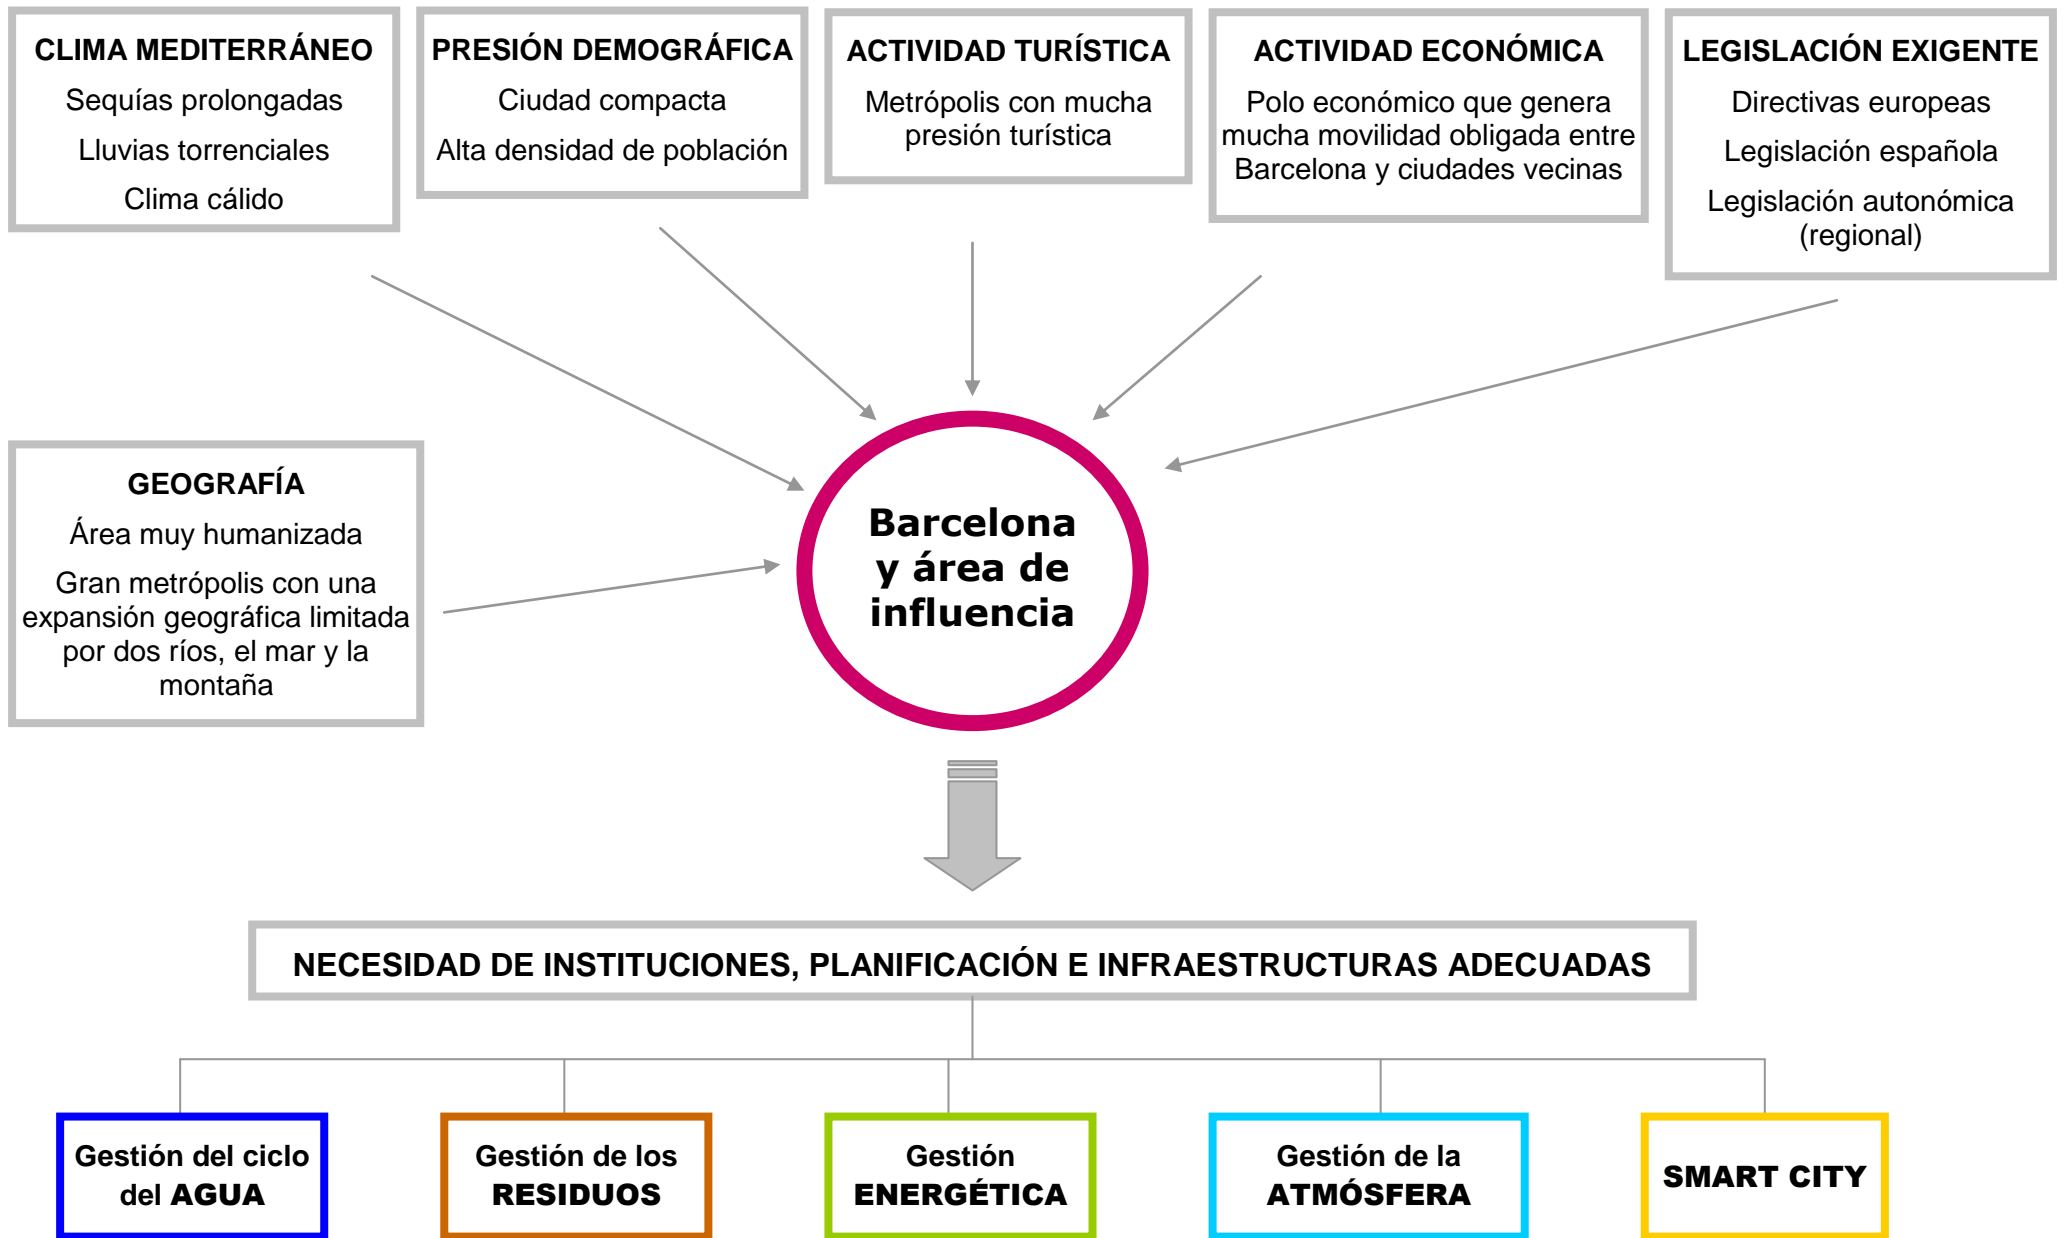 CLIMA MEDITERRÁNEO
Sequías prolongadas
Lluvias torrenciales
Clima cálido
PRESIÓN DEMOGRÁFICA
Ciudad compacta
Alta densidad de población
ACTIVIDAD TURÍSTICA
Metrópolis con mucha
presión turística
ACTIVIDAD ECONÓMICA
Polo económico que genera
mucha movilidad obligada entre
Barcelona y ciudades vecinas
LEGISLACIÓN EXIGENTE
Directivas europeas
Legislación española
Legislación autonómica
(regional)
GEOGRAFÍA
Área muy humanizada
Gran metrópolis con una
expansión geográfica limitada
por dos ríos, el mar y la
montaña
Barcelona
y área de
influencia
NECESIDAD DE INSTITUCIONES, PLANIFICACIÓN E INFRAESTRUCTURAS ADECUADAS
Gestión del ciclo
del AGUA
Gestión de los
RESIDUOS
Gestión
ENERGÉTICA
Gestión de la
ATMÓSFERA
SMART CITY